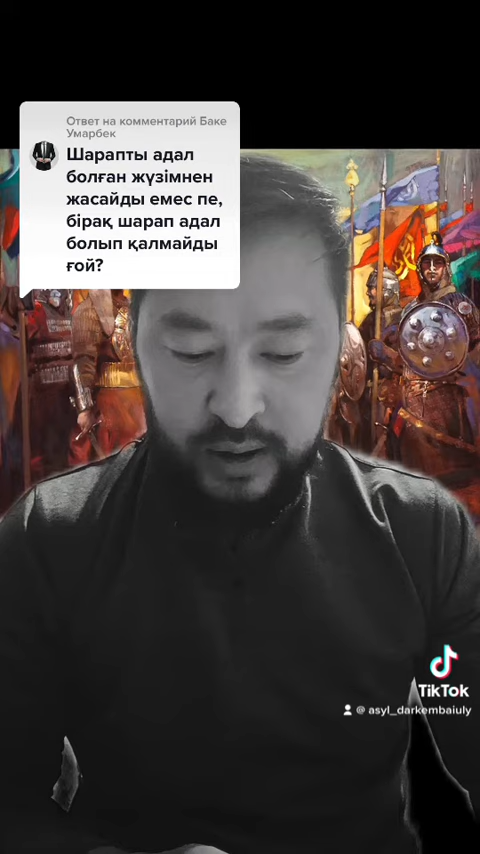 Ответ на комментарий Баке
Умарбек
Шарапты адал
болған жүзімнен
жасайды емес пе,
бірақ шарап адал
болып қалмайды
ғой?
TikTok
@ asyl_darkembaiuly